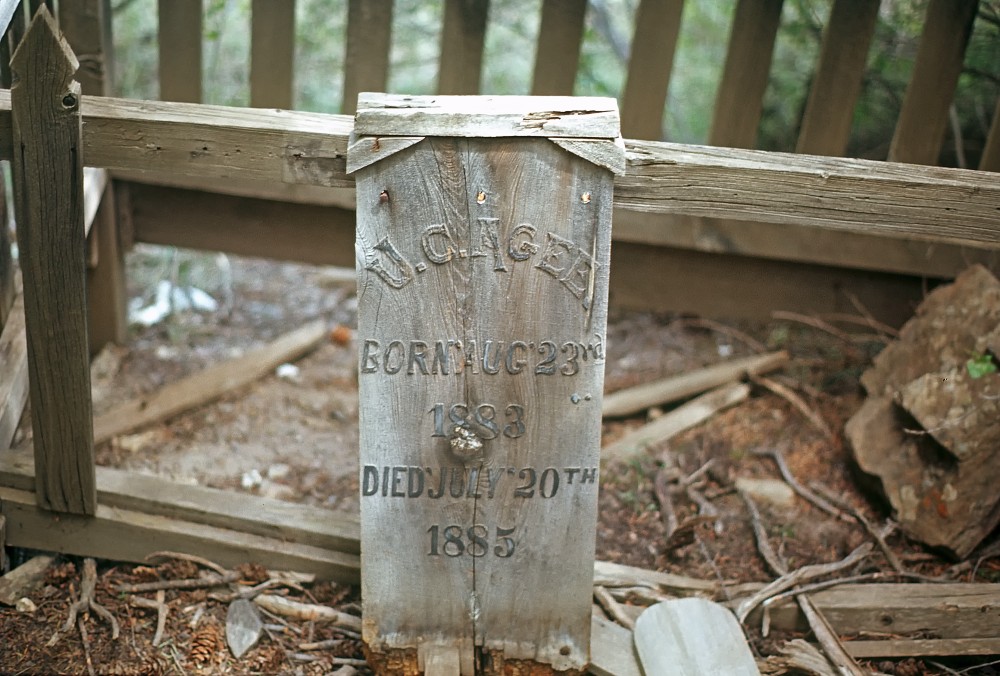 J.C. AGEE
BORN AUG 23rd
1883
DIED JULY 20TH
1885